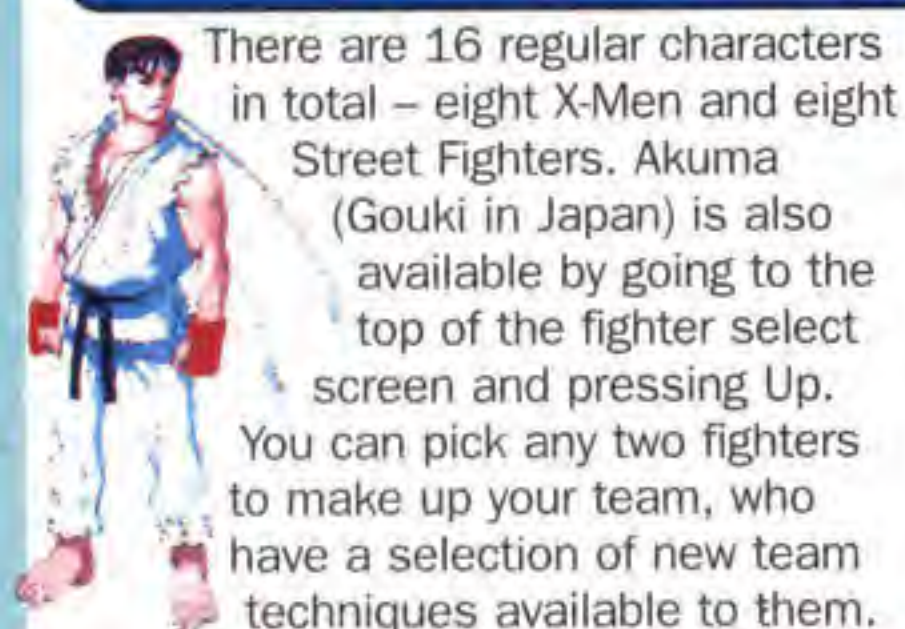 There are 16 regular characters
in total – eight X-Men and eight
Street Fighters. Akuma
(Gouki in Japan) is also
available by going to the
top of the fighter select
screen and pressing Up.
You can pick any two fighters
to make up your team, who
have a selection of new team
techniques available to them.